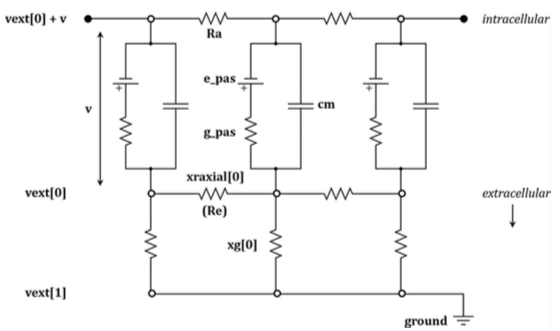 vext[0] + v
intracellular
Ra
e_pas
+
+
+
v
cm
g_pas
xraxial[0]
vext[0]
extracellular
(Re)
xg[0]
vext[1]
ground